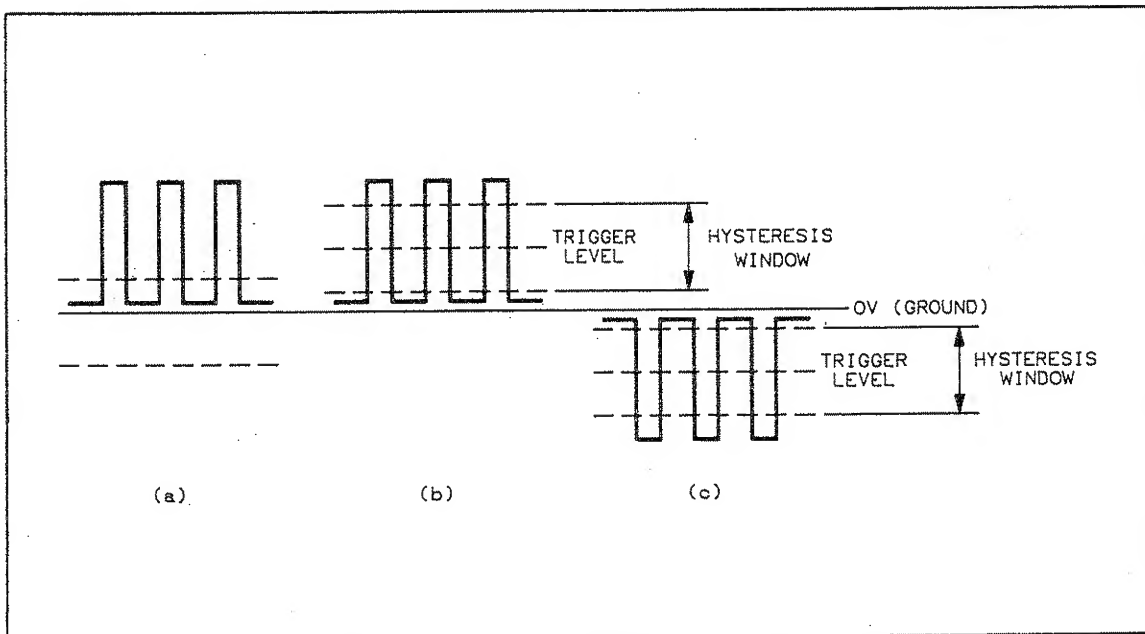 TRIGGER
LEVEL
HYSTERESIS
WINDOW
OV (GROUND)
TRIGGER
LEVEL
HYSTERESIS
WINDOW
(a)
(b)
(c)